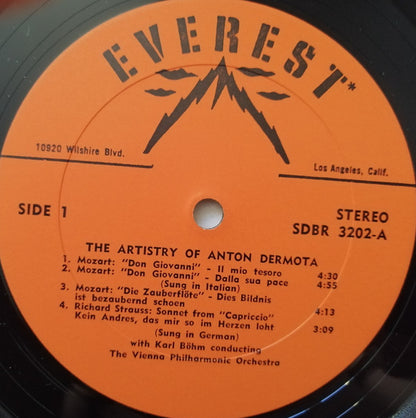 EVEREST*
10920 Wilshire Blvd.
Los Angeles, Calif.
SIDE 1
STEREO
SDBR 3202-A
THE ARTISTRY OF ANTON DERMOTA
1. Mozart: "Don Giovanni" - Il mio tesoro 4:30
2. Mozart: "Don Giovanni" - Dalla sua pace 4:55
(Sung in Italian)
3. Mozart: "Die Zauberflöte" - Dies Bildnis
ist bezaubernd schoen 4:13
4. Richard Strauss: Sonnet from "Capriccio"
Kein Andres, das mir so im Herzen loht 3:09
(Sung in German)
with Karl Böhm conducting
The Vienna Philharmonic Orchestra